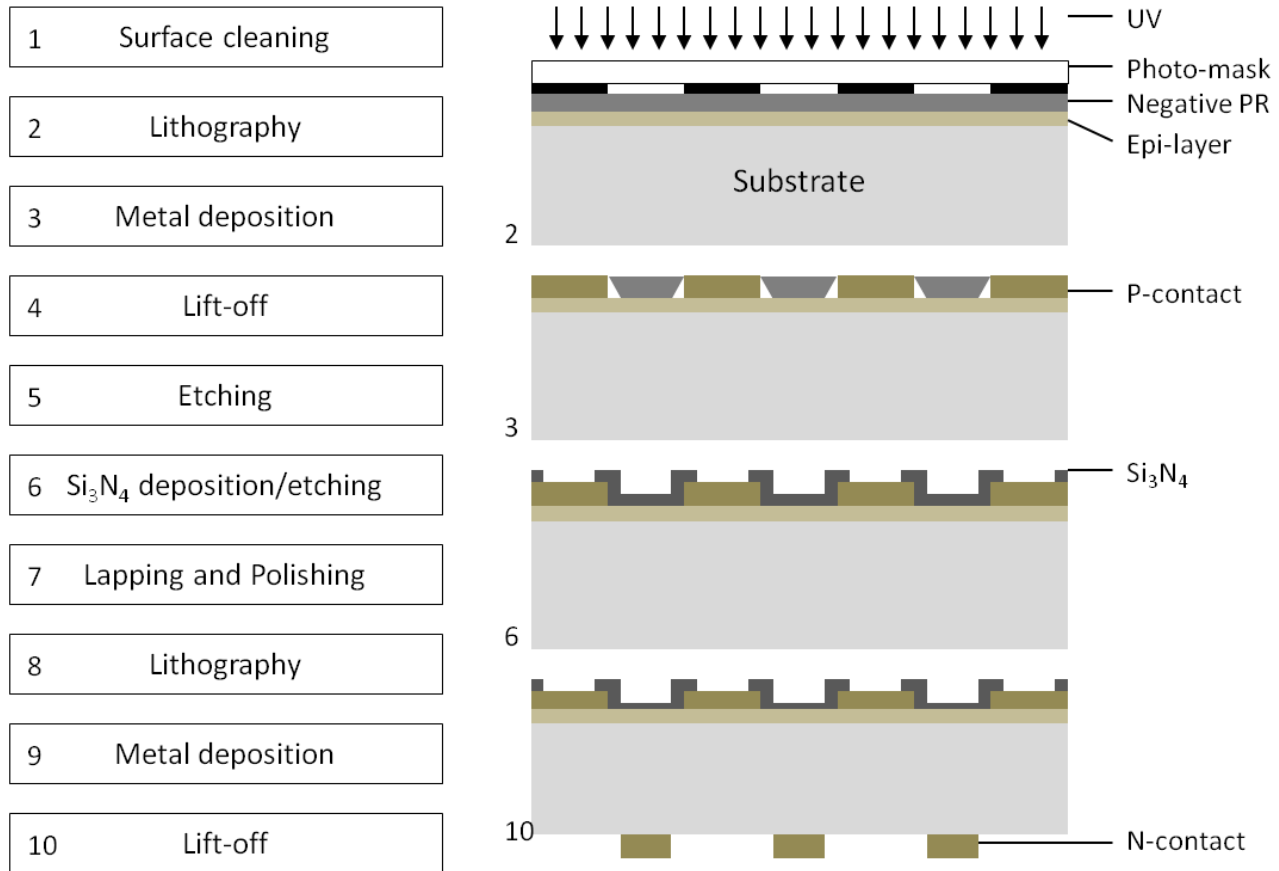 1 Surface cleaning
2 Lithography
3 Metal deposition
4 Lift-off
5 Etching
6 Si₃N₄ deposition/etching
7 Lapping and Polishing
8 Lithography
9 Metal deposition
10 Lift-off
UV
Photo-mask
Negative PR
Epi-layer
Substrate
2
P-contact
3
Si₃N₄
6
10
N-contact